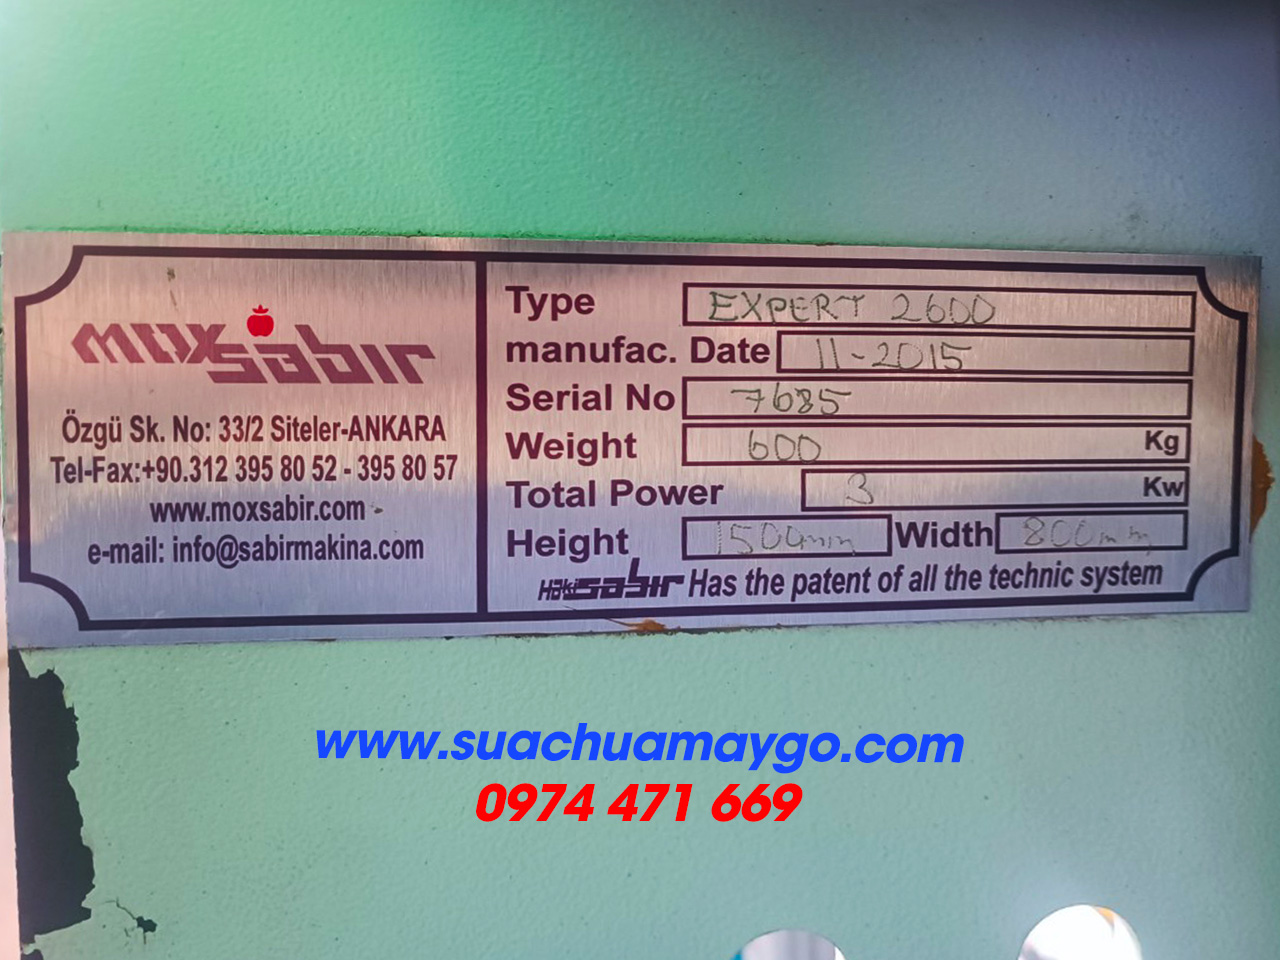 moxsabır
Özgü Sk. No: 33/2 Siteler-ANKARA
Tel-Fax:+90.312 395 80 52 - 395 80 57
www.moxsabir.com
e-mail: info@sabirmakina.com
Type EXPERT 2600
manufac. Date 11-2015
Serial No 7685
Weight 600 Kg
Total Power 3 Kw
Height 1500mm Width 800mm
Hakisabır Has the patent of all the technic system
www.suachuamaygo.com
0974 471 669